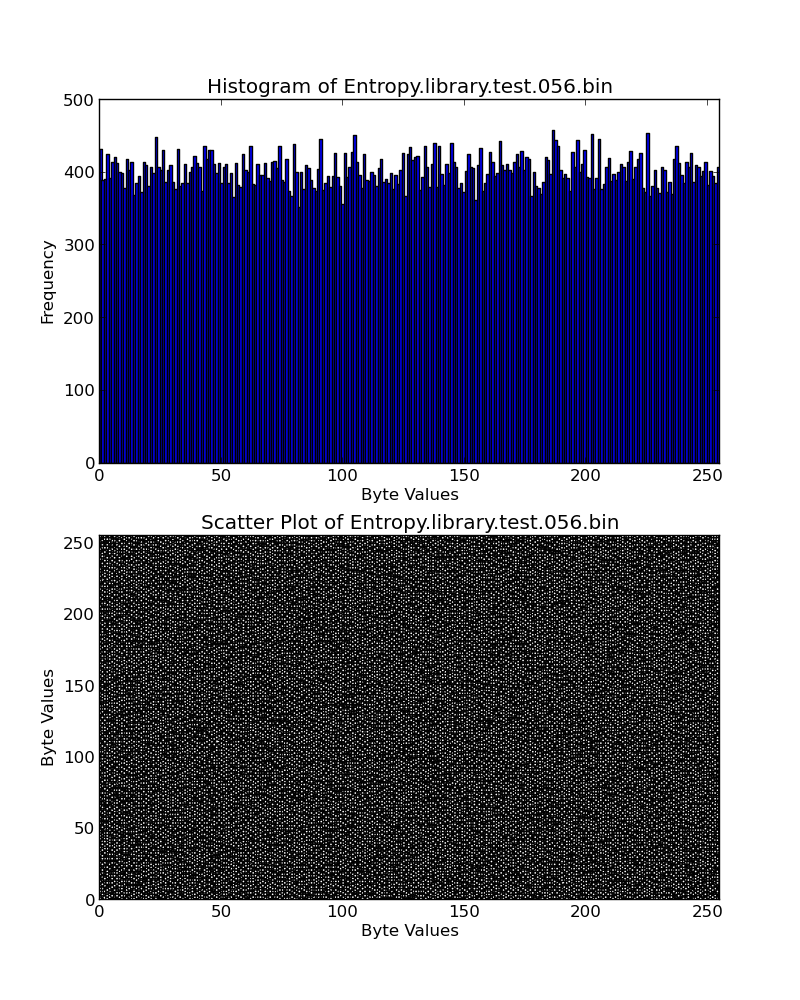 Histogram of Entropy.library.test.056.bin
500
400
300
200
100
0
Frequency
0 50 100 150 200 250
Byte Values
Scatter Plot of Entropy.library.test.056.bin
250
200
150
100
50
0
Byte Values
0 50 100 150 200 250
Byte Values